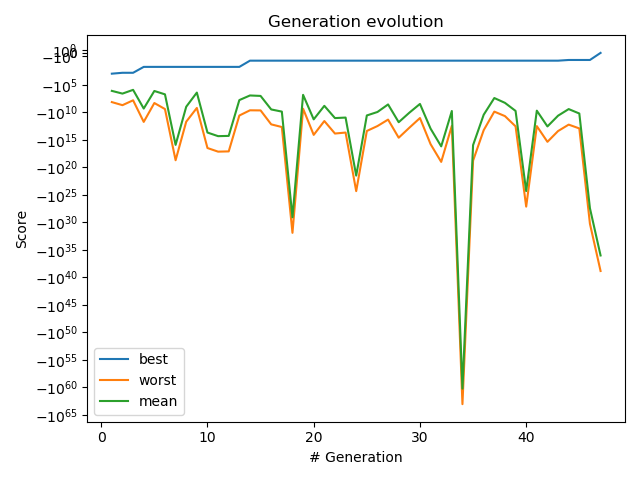 Generation evolution
Score
10⁰
0
−10⁰
−10⁵
−10¹⁰
−10¹⁵
−10²⁰
−10²⁵
−10³⁰
−10³⁵
−10⁴⁰
−10⁴⁵
−10⁵⁰
−10⁵⁵
−10⁶⁰
−10⁶⁵
best
worst
mean
0 10 20 30 40
# Generation